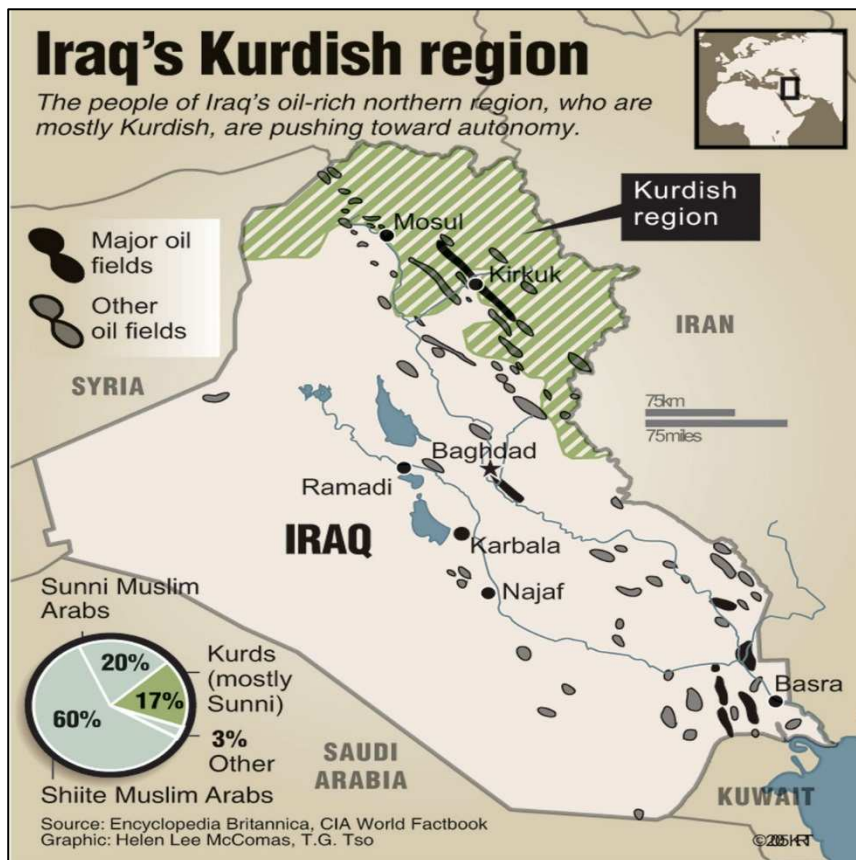 Iraq's Kurdish region
The people of Iraq's oil-rich northern region, who are
mostly Kurdish, are pushing toward autonomy.
Kurdish
region
Major oil
fields
Other
oil fields
Mosul
Kirkuk
IRAN
SYRIA
75km
75miles
Baghdad
Ramadi
IRAQ
Karbala
Najaf
Sunni Muslim
Arabs
20%
Kurds
(mostly
Sunni)
17%
60%
3%
Other
Shiite Muslim Arabs
Basra
SAUDI
ARABIA
KUWAIT
Source: Encyclopedia Britannica, CIA World Factbook
Graphic: Helen Lee McComas, T.G. Tso